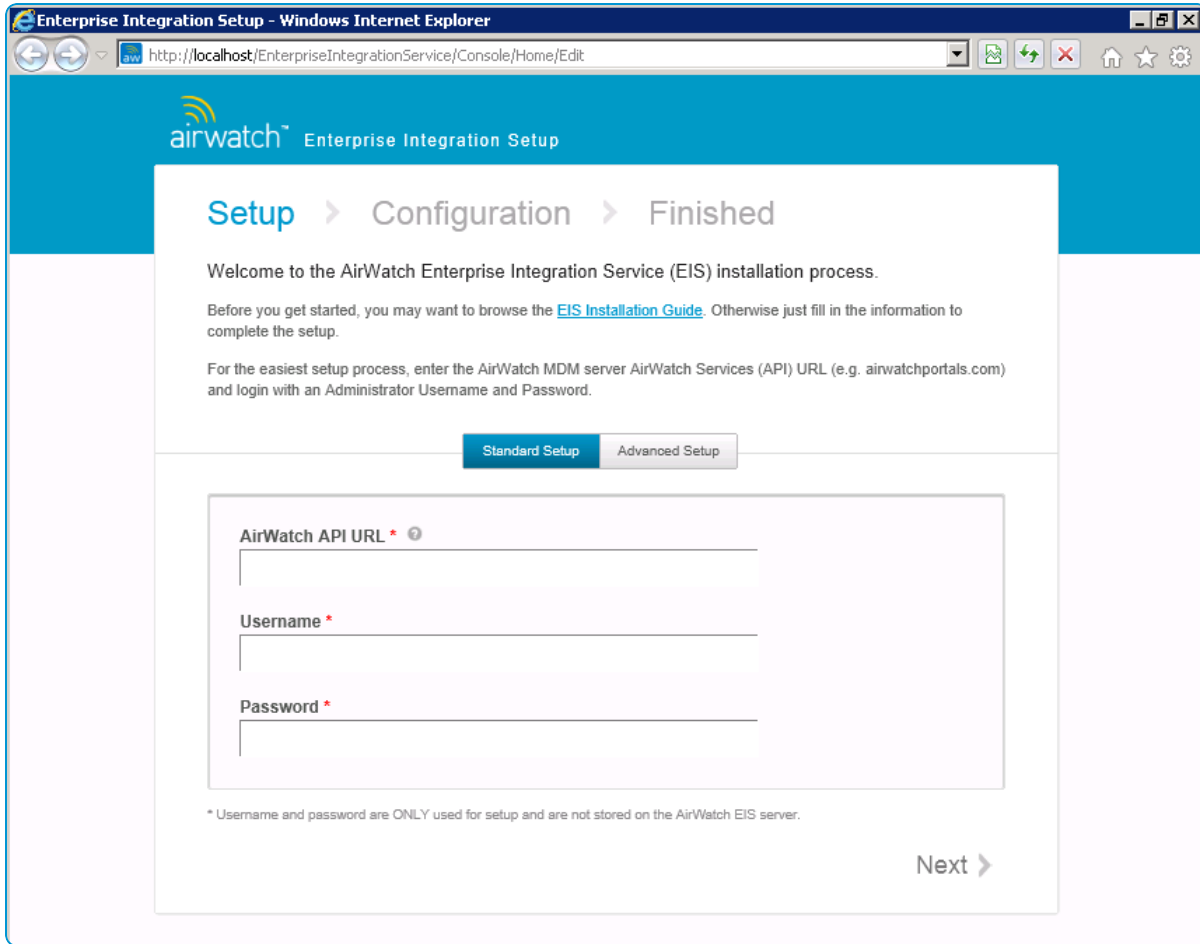 Enterprise Integration Setup - Windows Internet Explorer
aw http://localhost/EnterpriseIntegrationService/Console/Home/Edit
airwatch™ Enterprise Integration Setup
Setup > Configuration > Finished
Welcome to the AirWatch Enterprise Integration Service (EIS) installation process.
Before you get started, you may want to browse the EIS Installation Guide. Otherwise just fill in the information to
complete the setup.
For the easiest setup process, enter the AirWatch MDM server AirWatch Services (API) URL (e.g. airwatchportals.com)
and login with an Administrator Username and Password.
Standard Setup Advanced Setup
AirWatch API URL * ?
Username *
Password *
* Username and password are ONLY used for setup and are not stored on the AirWatch EIS server.
Next >